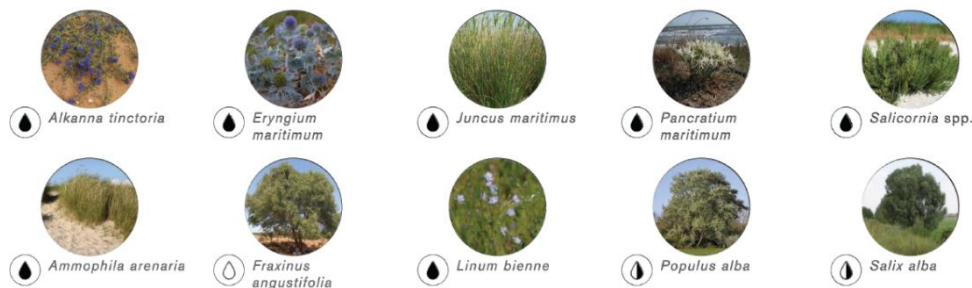 Alkanna tinctoria
Eryngium
maritimum
Juncus maritimus
Pancratium
maritimum
Salicornia spp.
Ammophila arenaria
Fraxinus
angustifolia
Linum bienne
Populus alba
Salix alba